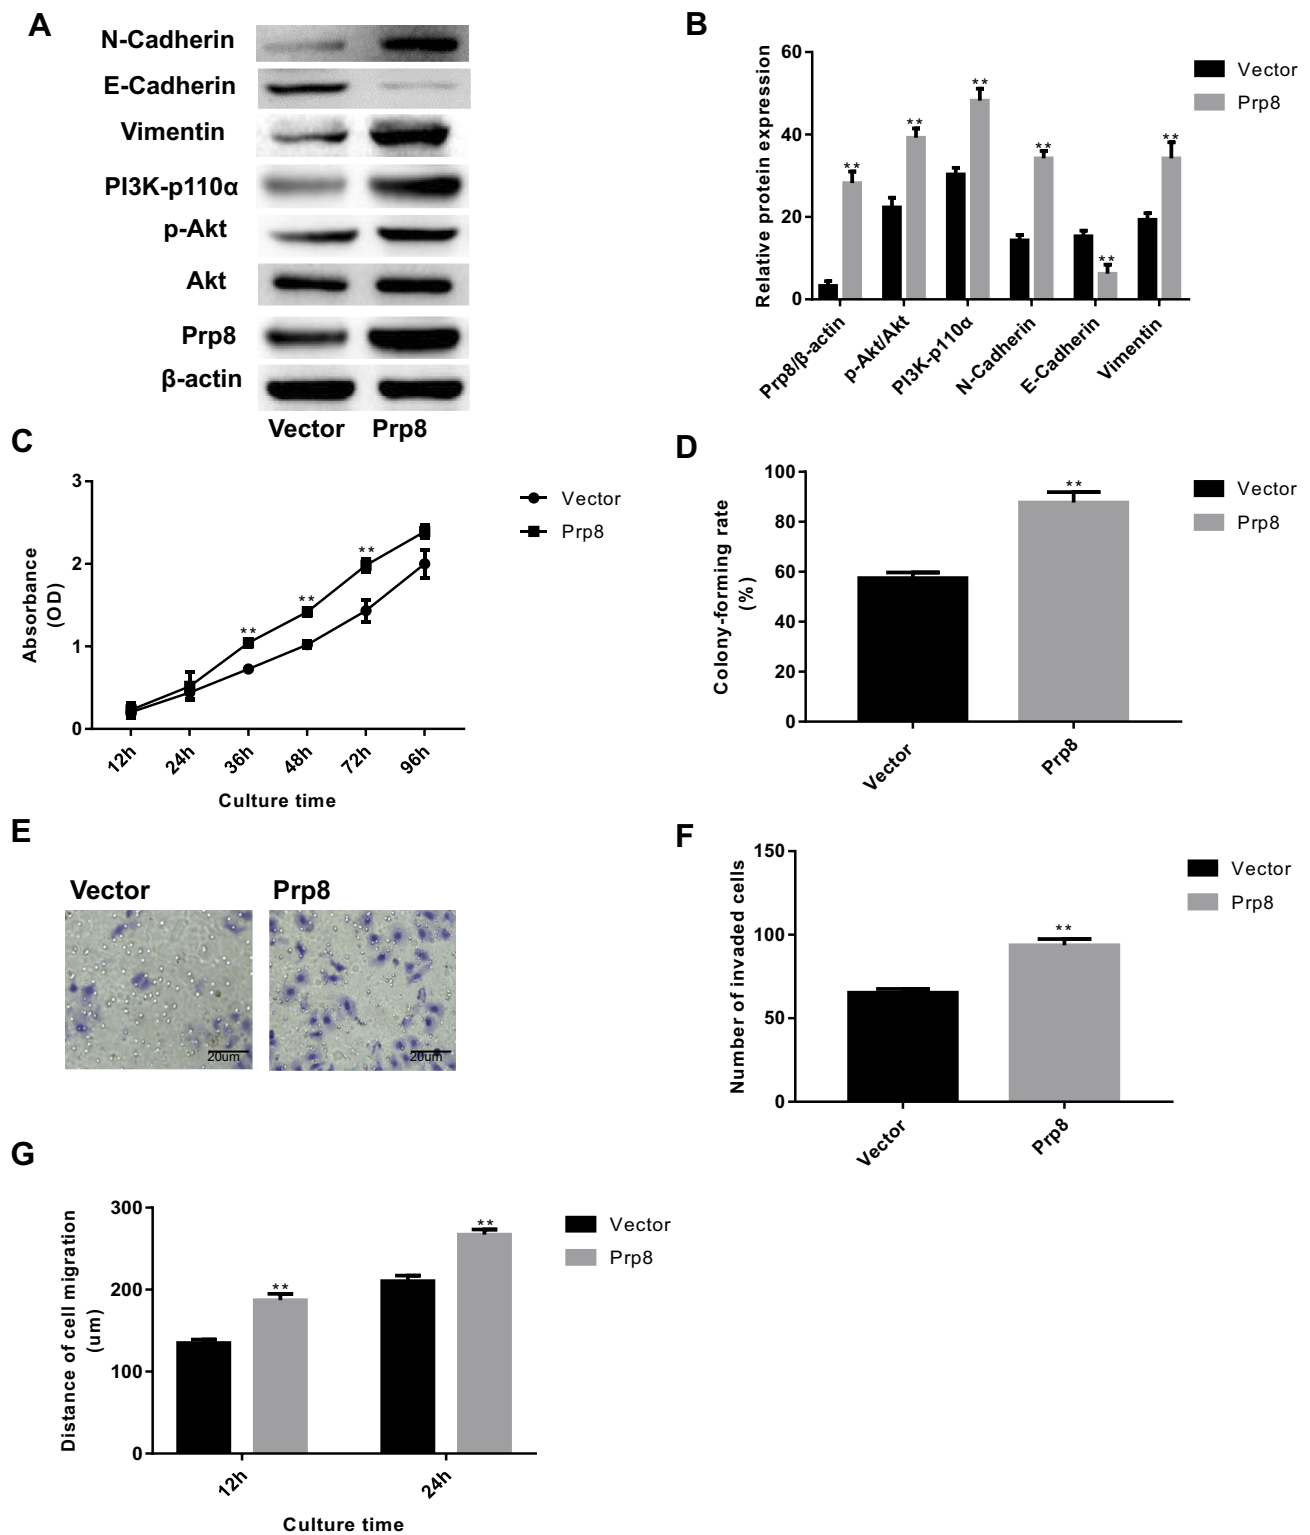 A
N-Cadherin
E-Cadherin
Vimentin
PI3K-p110α
p-Akt
Akt
Prp8
β-actin
Vector Prp8
B
Relative protein expression
60
40
20
0
**
**
**
**
**
**
Prp8/β-actin
p-Akt/Akt
PI3K-p110α
N-Cadherin
E-Cadherin
Vimentin
Vector
Prp8
C
Absorbance
(OD)
3
2
1
0
**
**
**
12h
24h
36h
48h
72h
96h
Culture time
Vector
Prp8
D
Colony-forming rate
(%)
100
80
60
40
20
0
**
Vector
Prp8
Vector
Prp8
E
Vector Prp8
20um 20um
F
Number of invaded cells
150
100
50
0
**
Vector
Prp8
Vector
Prp8
G
Distance of cell migration
(um)
300
200
100
0
**
**
12h
24h
Culture time
Vector
Prp8